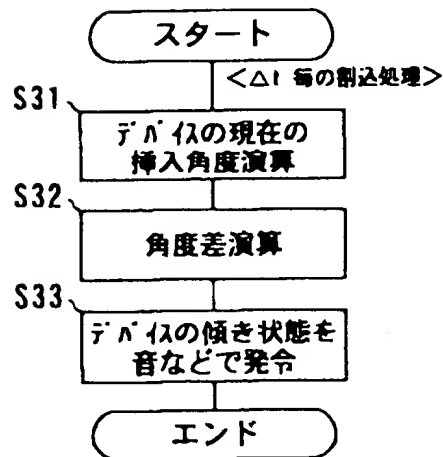 スタート
<△t 毎の割込処理>
S31
デバイスの現在の
挿入角度演算
S32
角度差演算
S33
デバイスの傾き状態を
音などで発令
エンド